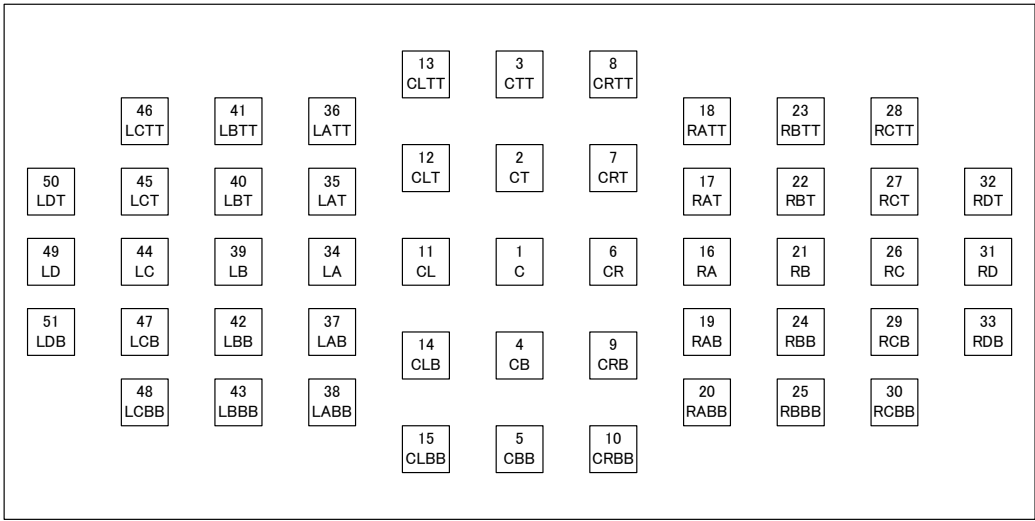 13 3 8
CLTT CTT CRTT
46 41 36 18 23 28
LCTT LBTT LATT RATT RBTT RCTT
12 2 7
CLT CT CRT
50 45 40 35 17 22 27 32
LDT LCT LBT LAT RAT RBT RCT RDT
49 44 39 34 11 1 6 16 21 26 31
LD LC LB LA CL C CR RA RB RC RD
51 47 42 37 19 24 29 33
LDB LCB LBB LAB RAB RBB RCB RDB
14 4 9
CLB CB CRB
48 43 38 20 25 30
LCBB LBBB LABB RABB RBBB RCBB
15 5 10
CLBB CBB CRBB